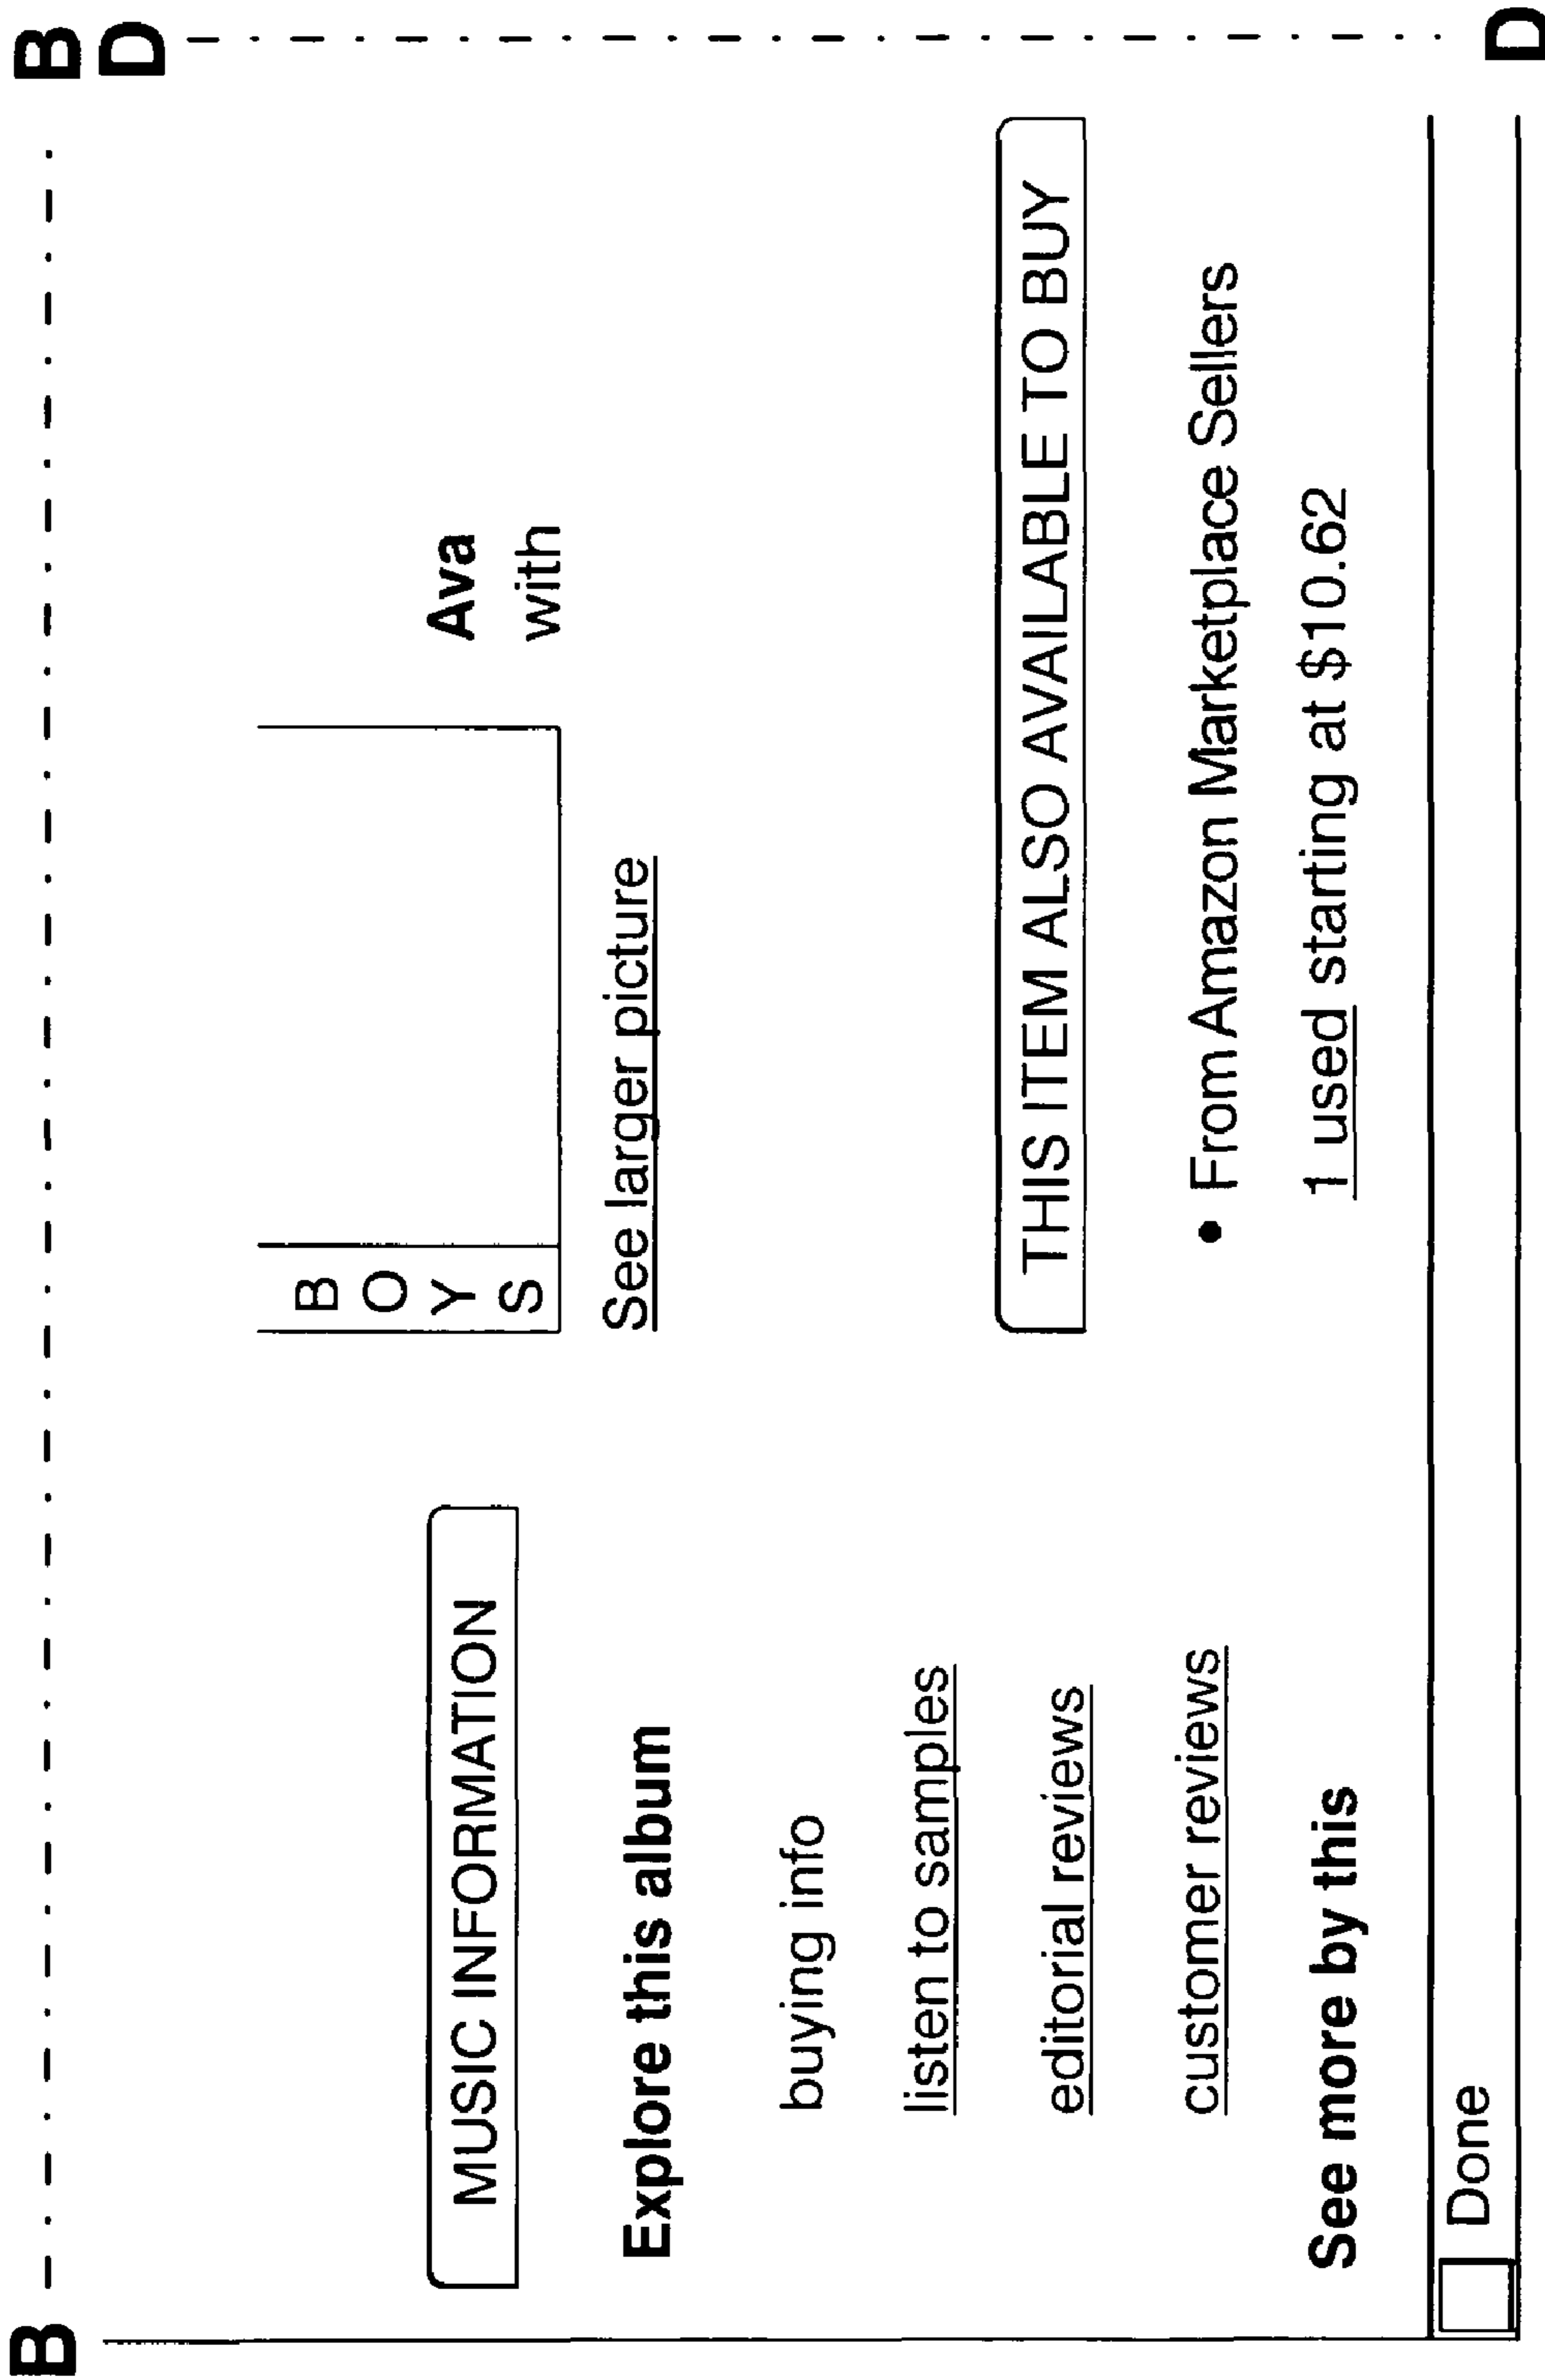 B B
D
B
O
Y
S
Ava
with
See larger picture
MUSIC INFORMATION
Explore this album
buying info
listen to samples
editorial reviews
customer reviews
See more by this
THIS ITEM ALSO AVAILABLE TO BUY
• From Amazon Marketplace Sellers
1 used starting at $10.62
Done
D